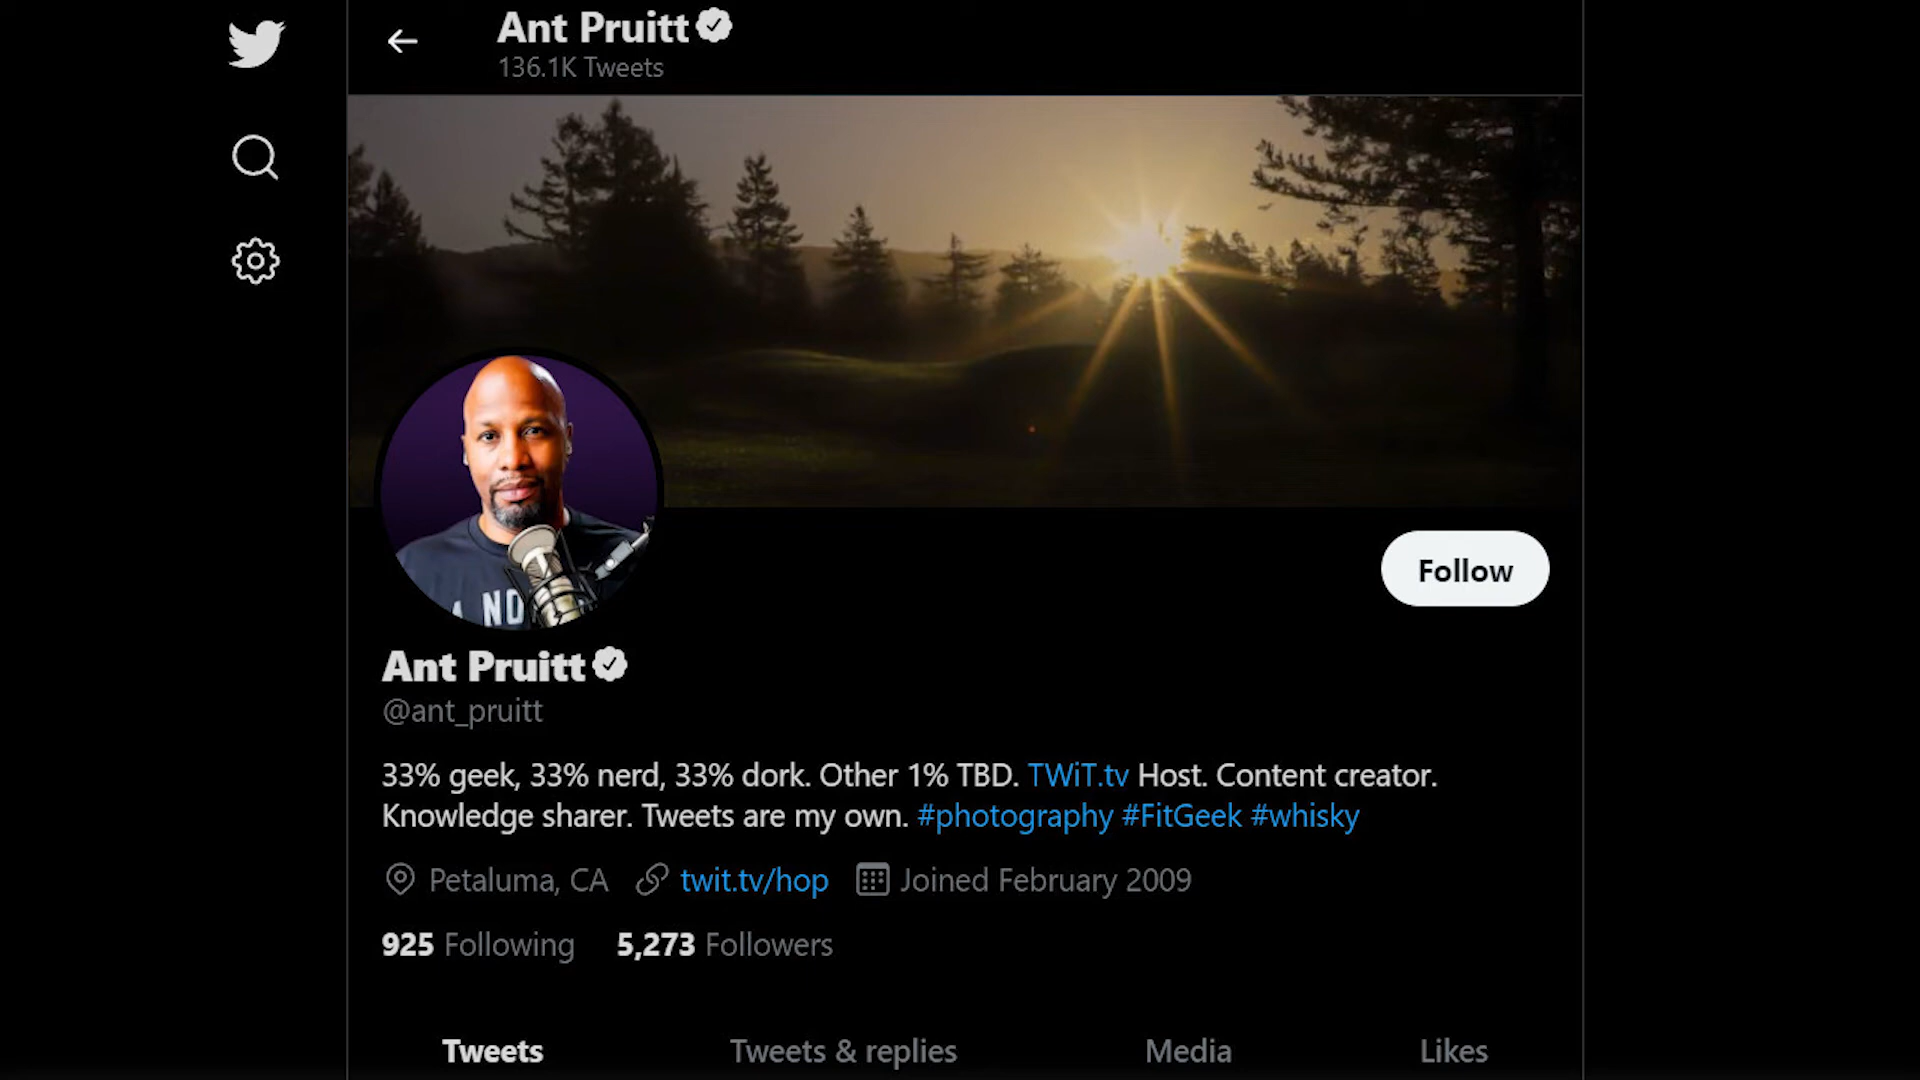 Ant Pruitt
136.1K Tweets
Follow
Ant Pruitt
@ant_pruitt
33% geek, 33% nerd, 33% dork. Other 1% TBD. TWiT.tv Host. Content creator.
Knowledge sharer. Tweets are my own. #photography #FitGeek #whisky
Petaluma, CA twit.tv/hop Joined February 2009
925 Following 5,273 Followers
Tweets Tweets & replies Media Likes